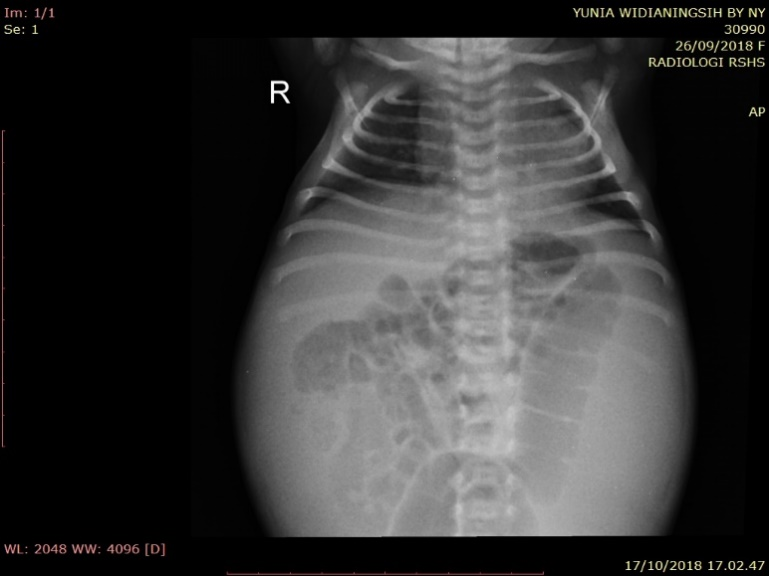 Im: 1/1
Se: 1
YUNIA WIDIANINGSIH BY NY
30990
26/09/2018 F
RADIOLOGI RSHS
AP
R
WL: 2048 WW: 4096 [D]
17/10/2018 17.02.47